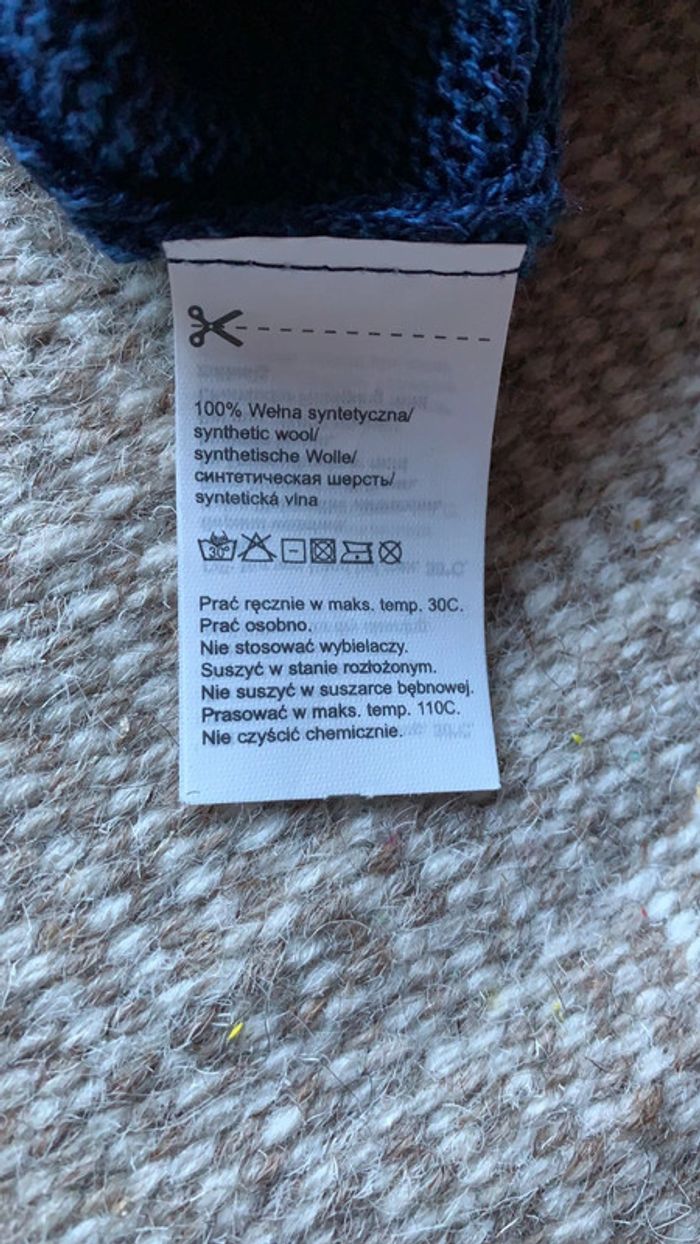 100% Wełna syntetyczna/
synthetic wool/
synthetische Wolle/
синтетическая шерсть/
syntetická vlna
30°
Prać ręcznie w maks. temp. 30C.
Prać osobno.
Nie stosować wybielaczy.
Suszyć w stanie rozłożonym.
Nie suszyć w suszarce bębnowej.
Prasować w maks. temp. 110C.
Nie czyścić chemicznie.